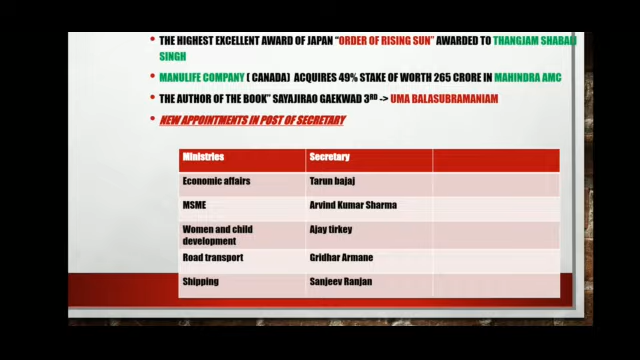 THE HIGHEST EXCELLENT AWARD OF JAPAN “ORDER OF RISING SUN” AWARDED TO THANGJAM SHABAH
SINGH
MANULIFE COMPANY ( CANADA) ACQUIRES 49% STAKE OF WORTH 265 CRORE IN MAHINDRA AMC
THE AUTHOR OF THE BOOK” SAYAJIRAO GAEKWAD 3RD -> UMA BALASUBRAMANIAM
NEW APPOINTMENTS IN POST OF SECRETARY
Ministries Secretary
Economic affairs Tarun bajaj
MSME Arvind Kumar Sharma
Women and child Ajay tirkey
development
Road transport Gridhar Armane
Shipping Sanjeev Ranjan